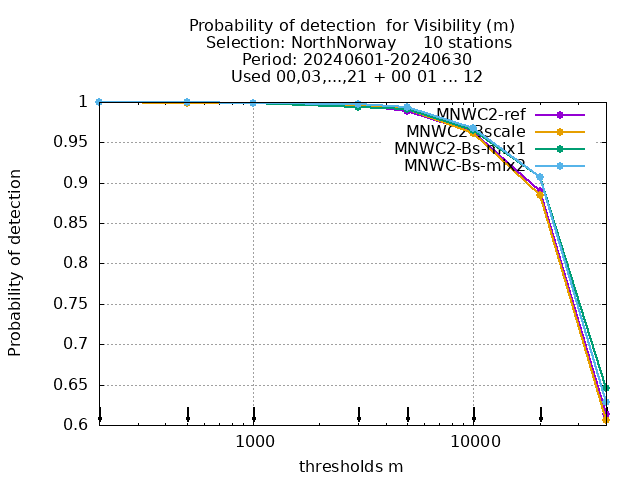 Probability of detection for Visibility (m)
Selection: NorthNorway 10 stations
Period: 20240601-20240630
Used 00,03,...,21 + 00 01 ... 12
Probability of detection
1
0.95
0.9
0.85
0.8
0.75
0.7
0.65
0.6
MNWC2-ref
MNWC2-Bscale
MNWC2-Bs-mix1
MNWC-Bs-mix2
1000
10000
thresholds m